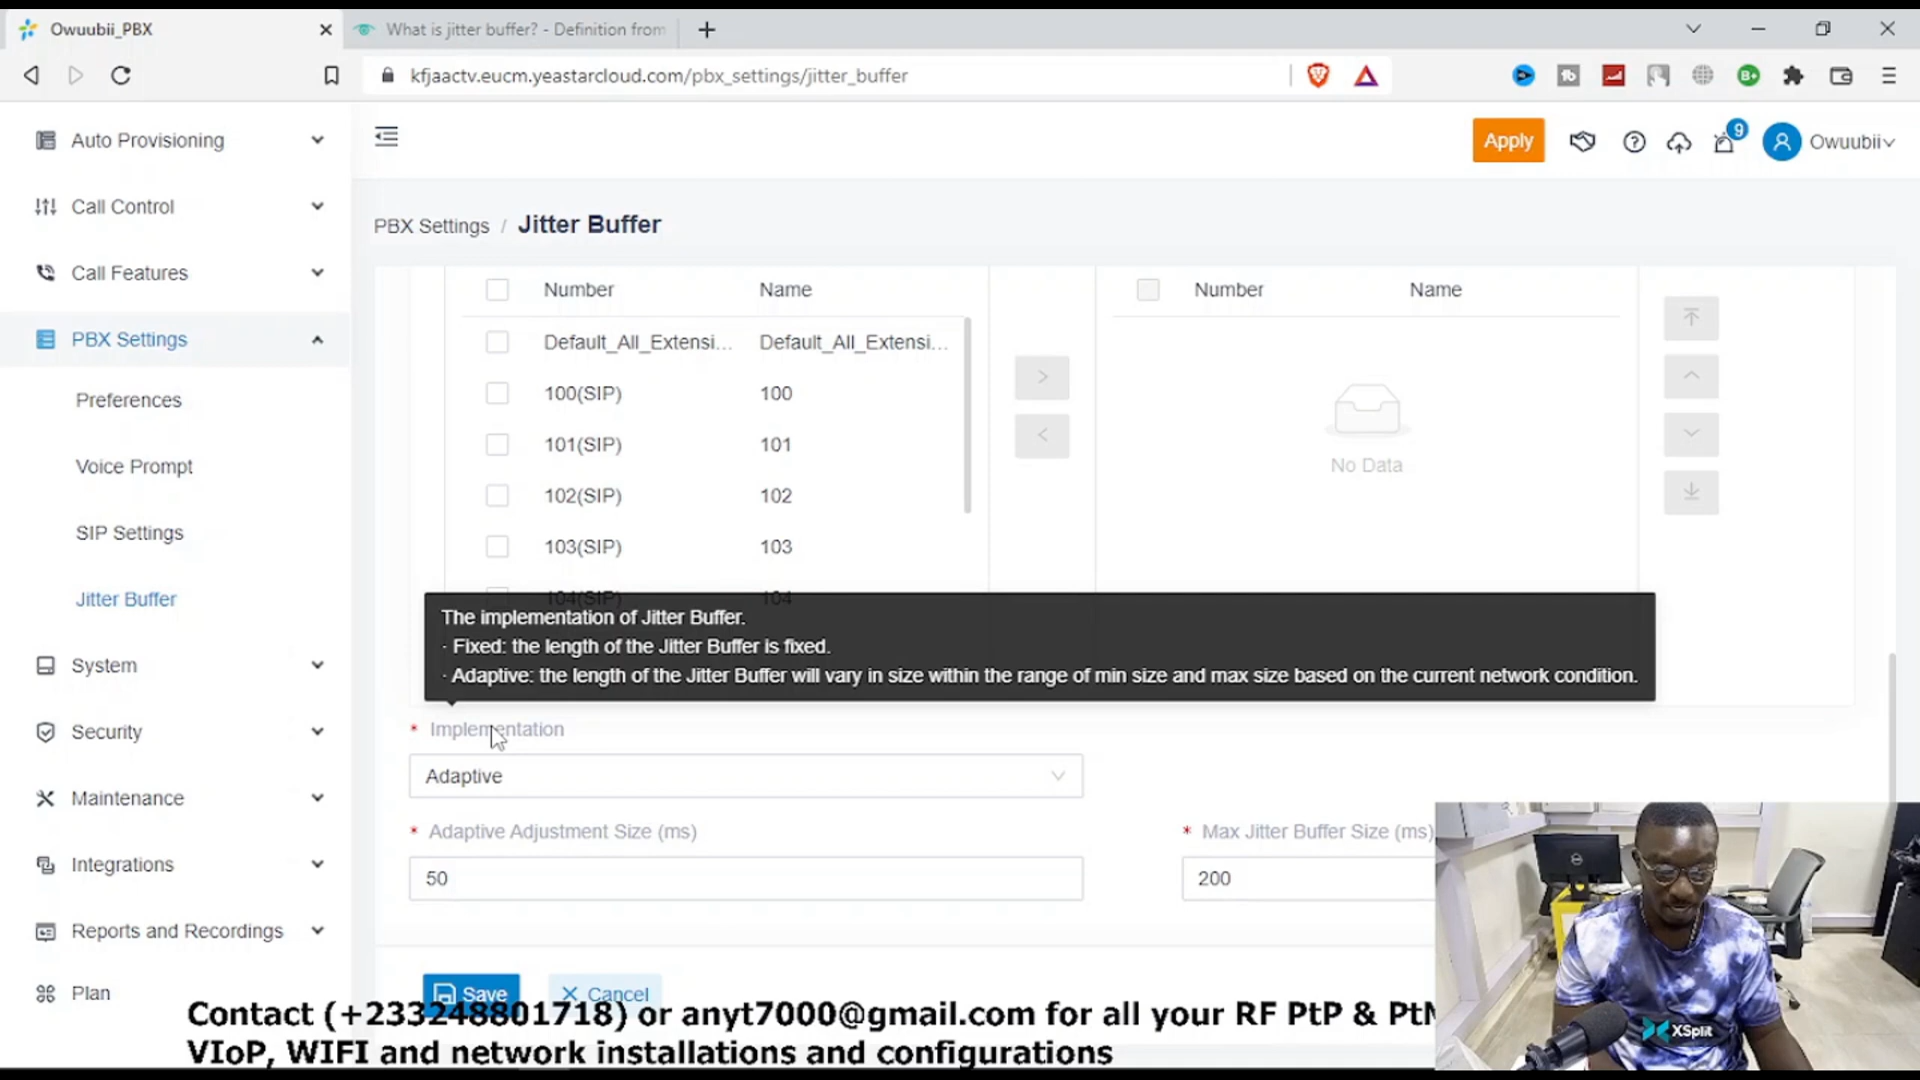 Owuubii_PBX
What is jitter buffer? - Definition from
kfjaactv.eucm.yeastarcloud.com/pbx_settings/jitter_buffer
Auto Provisioning
Call Control
Call Features
PBX Settings
Preferences
Voice Prompt
SIP Settings
Jitter Buffer
System
Security
Maintenance
Integrations
Reports and Recordings
Plan
Apply
9
Owuubii
PBX Settings / Jitter Buffer
Number Name
Default_All_Extensi... Default_All_Extensi...
100(SIP) 100
101(SIP) 101
102(SIP) 102
103(SIP) 103
104(SIP) 104
Number Name
No Data
The implementation of Jitter Buffer.
· Fixed: the length of the Jitter Buffer is fixed.
· Adaptive: the length of the Jitter Buffer will vary in size within the range of min size and max size based on the current network condition.
* Implementation
Adaptive
* Adaptive Adjustment Size (ms)
50
* Max Jitter Buffer Size (ms)
200
Save
Cancel
Contact (+233248801718) or anyt7000@gmail.com for all your RF PtP & Pt
VIoP, WIFI and network installations and configurations
XSplit